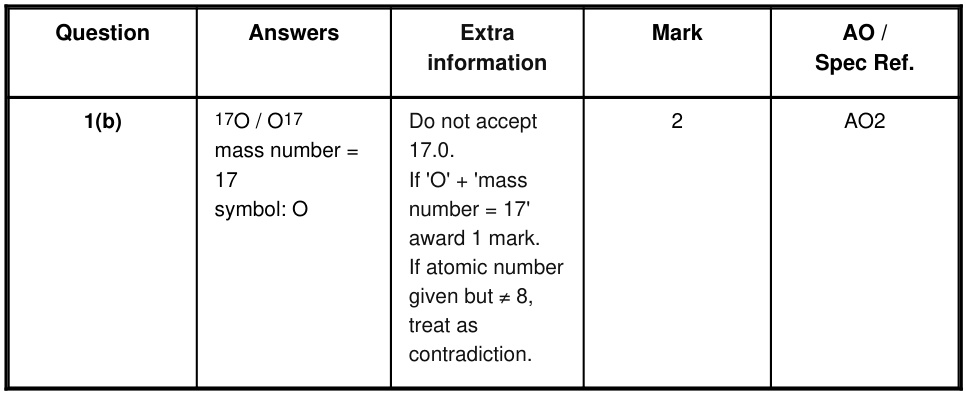 Question
Answers
Extra
information
Mark
AO /
Spec Ref.
1(b)
17O / O17
mass number =
17
symbol: O
Do not accept
17.0.
If 'O' + 'mass
number = 17'
award 1 mark.
If atomic number
given but ≠ 8,
treat as
contradiction.
2
AO2